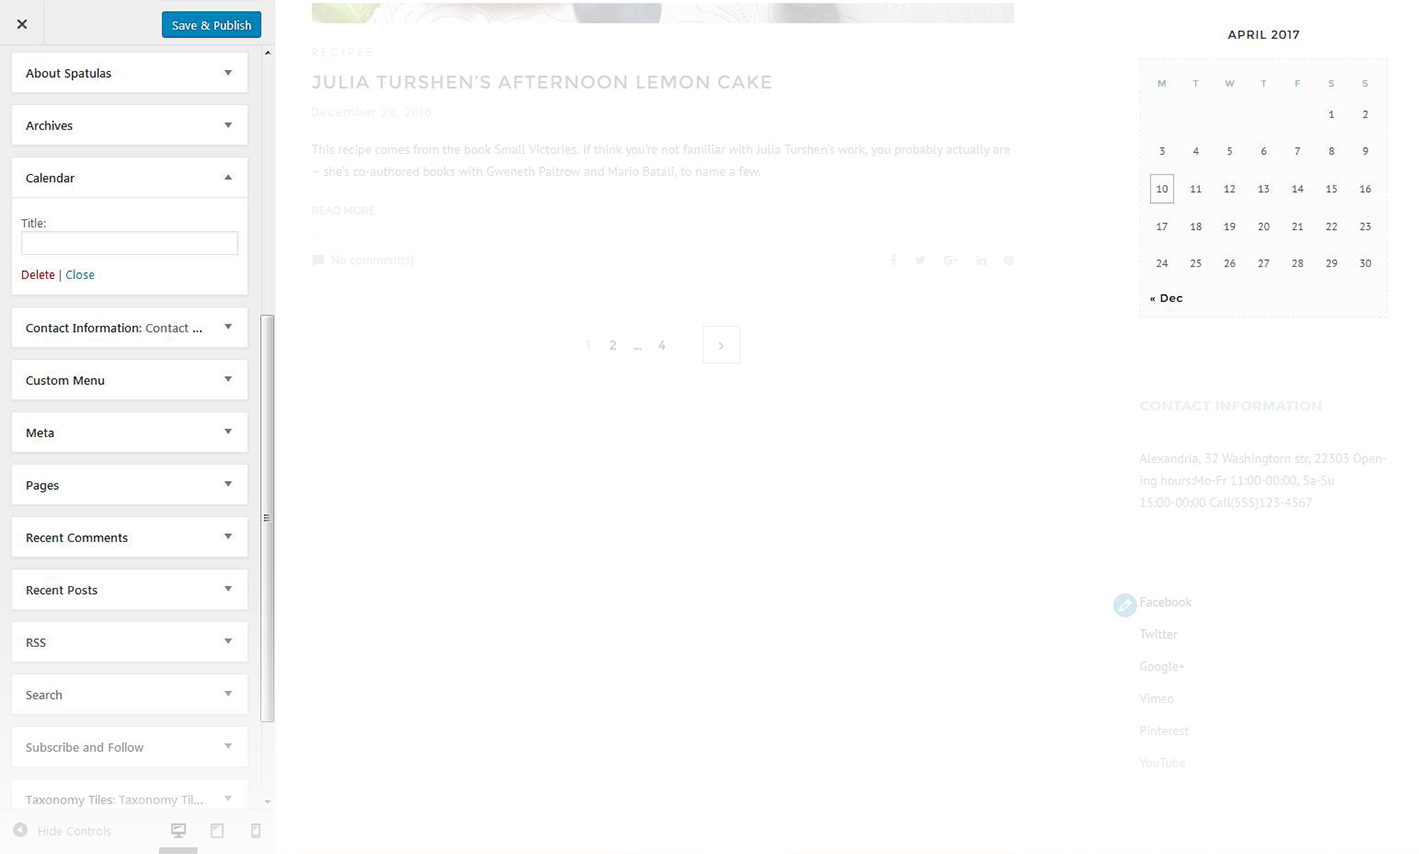 Save & Publish
About Spatulas
Archives
Calendar
Title:
Delete | Close
Contact Information: Contact ...
Custom Menu
Meta
Pages
Recent Comments
Recent Posts
RSS
Search
Subscribe and Follow
Taxonomy Tiles: Taxonomy Til...
Hide Controls
RECIPES
JULIA TURSHEN'S AFTERNOON LEMON CAKE
December 20, 2016
This recipe comes from the book Small Victories. If think you're not familiar with Julia Turshen's work, you probably actually are
– she's co-authored books with Gweneth Paltrow and Mario Batali, to name a few.
READ MORE
No comment(s)
1 2 ... 4
APRIL 2017
M T W T F S S
1 2
3 4 5 6 7 8 9
10 11 12 13 14 15 16
17 18 19 20 21 22 23
24 25 26 27 28 29 30
« Dec
CONTACT INFORMATION
Alexandria, 32 Washingtorn str, 22303 Open-
ing hours:Mo-Fr 11:00-00:00, Sa-Su
15:00-00:00 Call(555)123-4567
Facebook
Twitter
Google+
Vimeo
Pinterest
YouTube